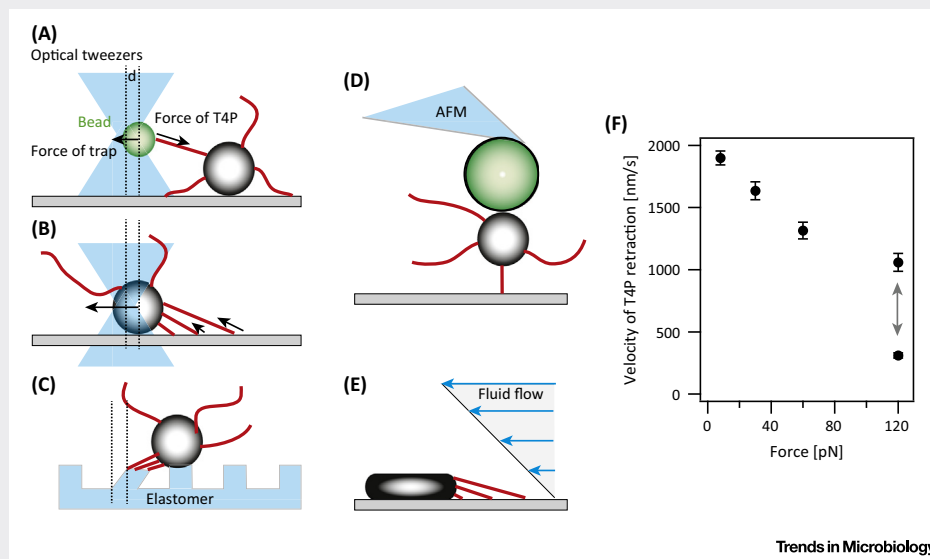 (A)
Optical tweezers
d
Bead
Force of T4P
Force of trap
(B)
(C)
Elastomer
(D)
AFM
(E)
Fluid flow
(F)
Velocity of T4P retraction [nm/s]
2000
1500
1000
500
0
0 40 80 120
Force [pN]
Trends in Microbiology